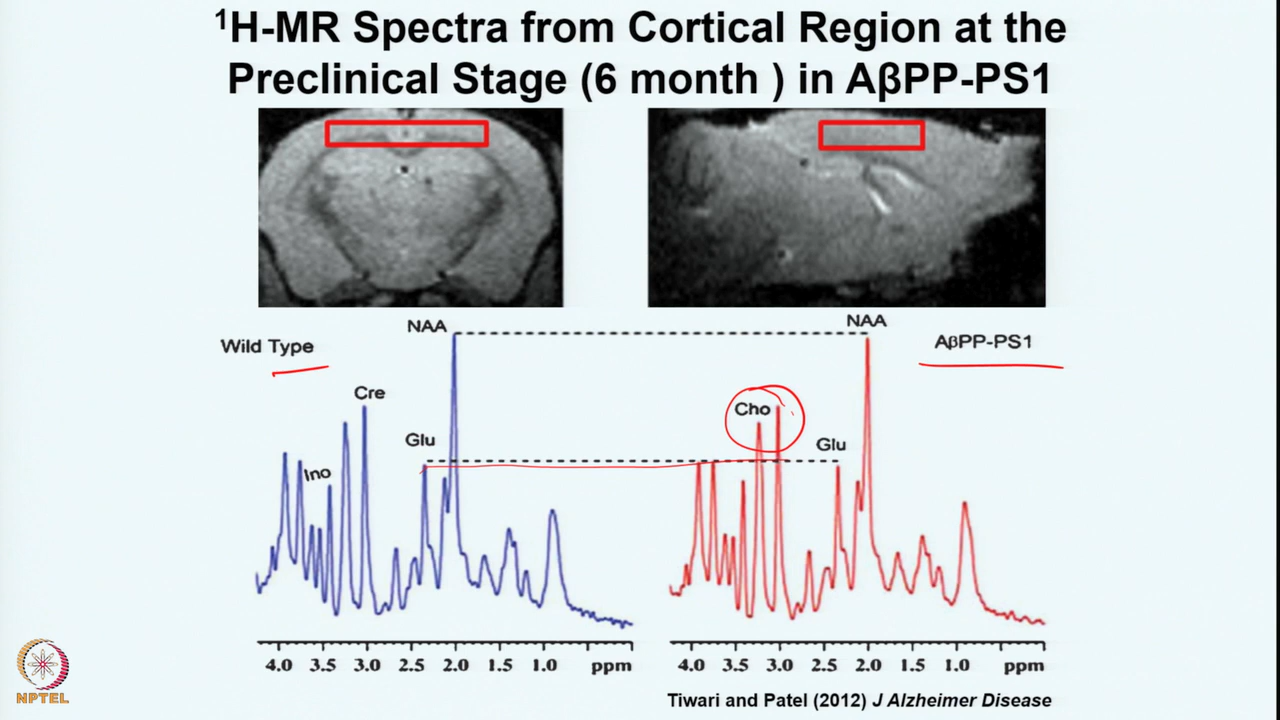 ¹H-MR Spectra from Cortical Region at the
Preclinical Stage (6 month ) in AβPP-PS1
Wild Type
NAA
Cre
Glu
Ino
NAA
AβPP-PS1
Cho
Glu
4.0 3.5 3.0 2.5 2.0 1.5 1.0 ppm
4.0 3.5 3.0 2.5 2.0 1.5 1.0 ppm
Tiwari and Patel (2012) J Alzheimer Disease
NPTEL